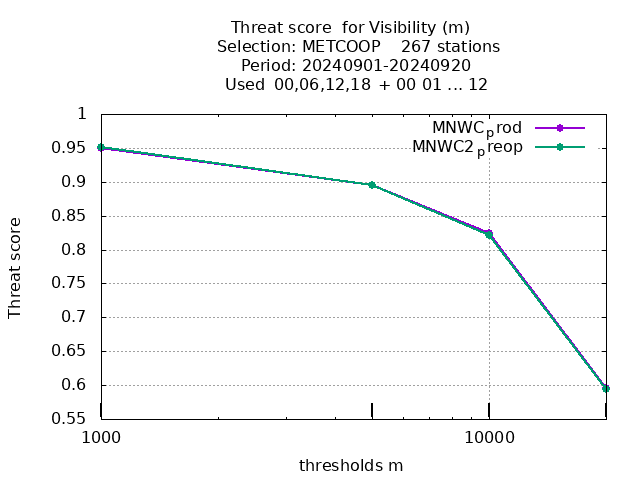 Threat score  for Visibility (m)
Selection: METCOOP    267 stations
Period: 20240901-20240920
Used  00,06,12,18 + 00 01 ... 12
MNWCprod
MNWC2preop
1
0.95
0.9
0.85
0.8
0.75
0.7
0.65
0.6
0.55
Threat score
1000
10000
thresholds m